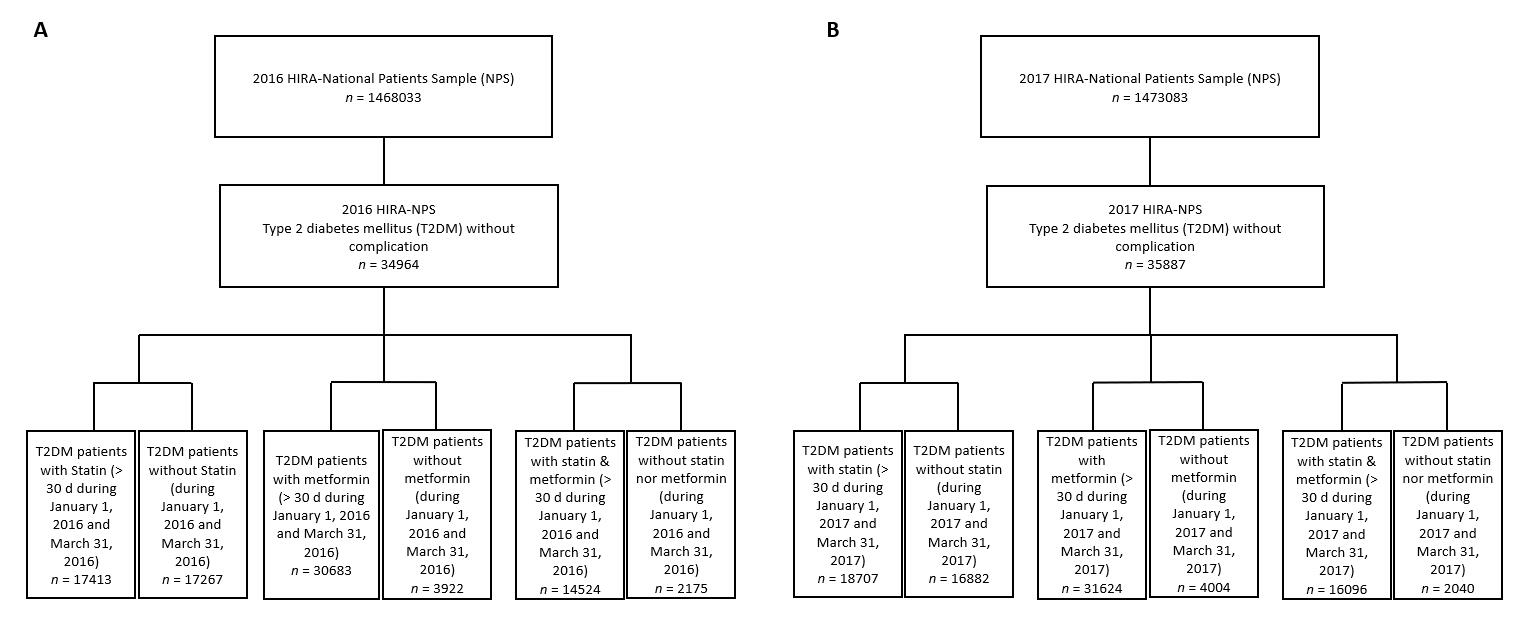 A
2016 HIRA-National Patients Sample (NPS)
n = 1468033
2016 HIRA-NPS
Type 2 diabetes mellitus (T2DM) without
complication
n = 34964
T2DM patients
with Statin (>
30 d during
January 1,
2016 and
March 31,
2016)
n = 17413
T2DM patients
without Statin
(during
January 1,
2016 and
March 31,
2016)
n = 17267
T2DM patients
with metformin
(> 30 d during
January 1, 2016
and March 31,
2016)
n = 30683
T2DM patients
without
metformin
(during
January 1,
2016 and
March 31,
2016)
n = 3922
T2DM patients
with statin &
metformin (>
30 d during
January 1,
2016 and
March 31,
2016)
n = 14524
T2DM patients
without statin
nor metformin
(during
January 1,
2016 and
March 31,
2016)
n = 2175
B
2017 HIRA-National Patients Sample (NPS)
n = 1473083
2017 HIRA-NPS
Type 2 diabetes mellitus (T2DM) without
complication
n = 35887
T2DM patients
with statin (>
30 d during
January 1,
2017 and
March 31,
2017)
n = 18707
T2DM patients
without statin
(during
January 1,
2017 and
March 31,
2017)
n = 16882
T2DM patients
with
metformin (>
30 d during
January 1,
2017 and
March 31,
2017)
n = 31624
T2DM patients
without
metformin
(during
January 1,
2017 and
March 31,
2017)
n = 4004
T2DM patients
with statin &
metformin (>
30 d during
January 1,
2017 and
March 31,
2017)
n = 16096
T2DM patients
without statin
nor metformin
(during
January 1,
2017 and
March 31,
2017)
n = 2040